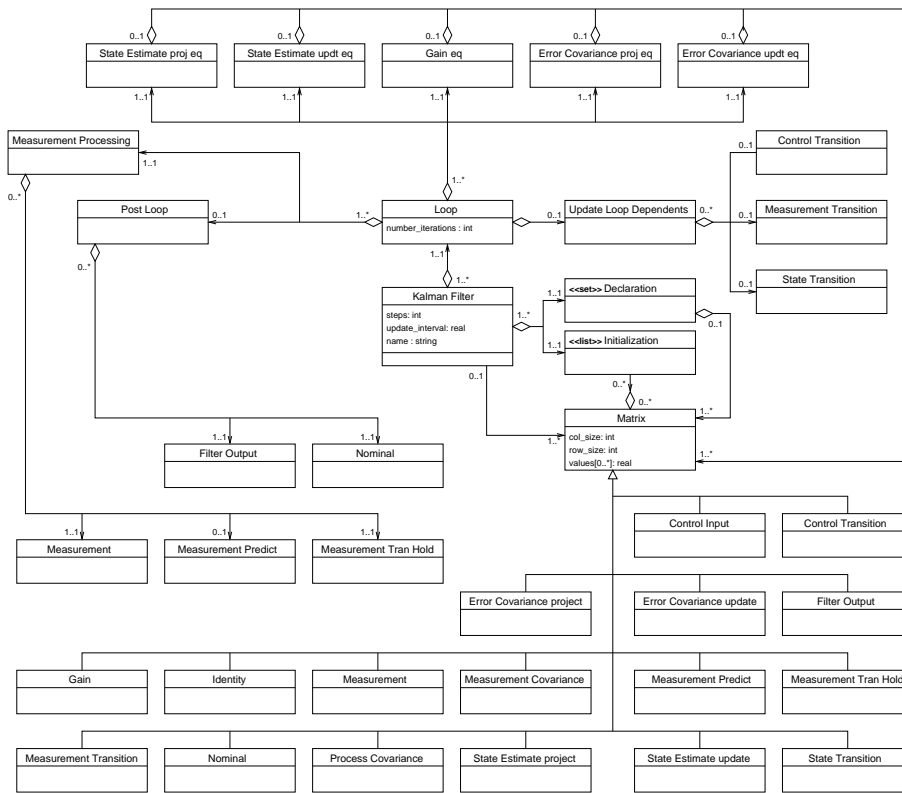 0..1 0..1 0..1 0..1 0..1
State Estimate proj eq State Estimate updt eq Gain eq Error Covariance proj eq Error Covariance updt eq
1..1 1..1 1..1 1..1 1..1
Measurement Processing
1..1
0..*
Control Transition
0..1
1..*
Post Loop
0..1
1..*
Loop
number_iterations : int
0..1
Update Loop Dependents
0..*
0..1
Measurement Transition
0..*
1..1
1..*
State Transition
0..1
Kalman Filter
steps: int
update_interval: real
name : string
1..*
1..1
<<set>> Declaration
0..1
1..1
<<list>> Initialization
0..1
0..*
0..*
Matrix
col_size: int
row_size: int
values[0..*]: real
1..*
1..*
1..*
1..1 1..1
Filter Output Nominal
Control Input Control Transition
1..1 0..1 1..1
Measurement Measurement Predict Measurement Tran Hold
Error Covariance project Error Covariance update Filter Output
Gain Identity Measurement Measurement Covariance Measurement Predict Measurement Tran Hold
Measurement Transition Nominal Process Covariance State Estimate project State Estimate update State Transition